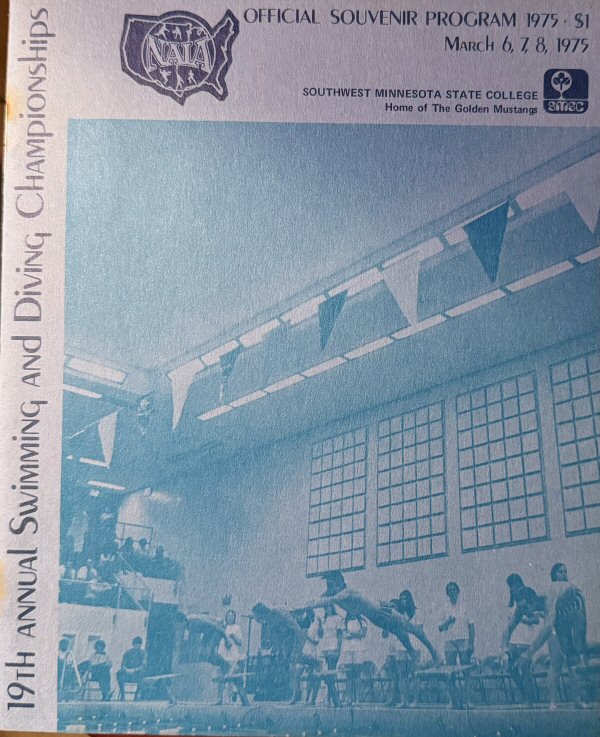 NAIA
OFFICIAL SOUVENIR PROGRAM 1975 · $1
MARCH 6, 7, 8, 1975
SOUTHWEST MINNESOTA STATE COLLEGE
Home of The Golden Mustangs
SMSC
19TH ANNUAL SWIMMING AND DIVING CHAMPIONSHIPS